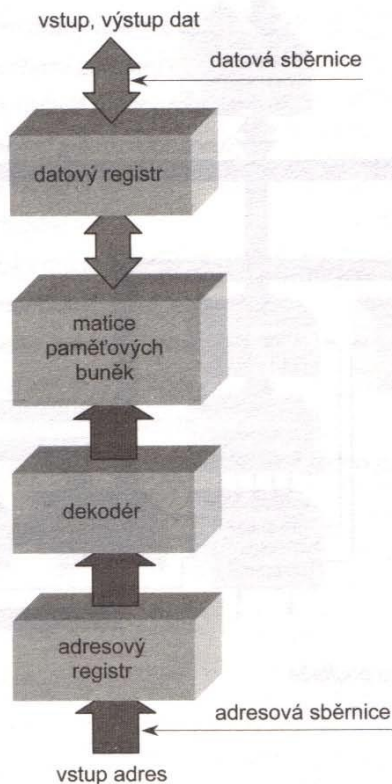 vstup, výstup dat
datová sběrnice
datový registr
matice
paměťových
buněk
dekodér
adresový
registr
adresová sběrnice
vstup adres